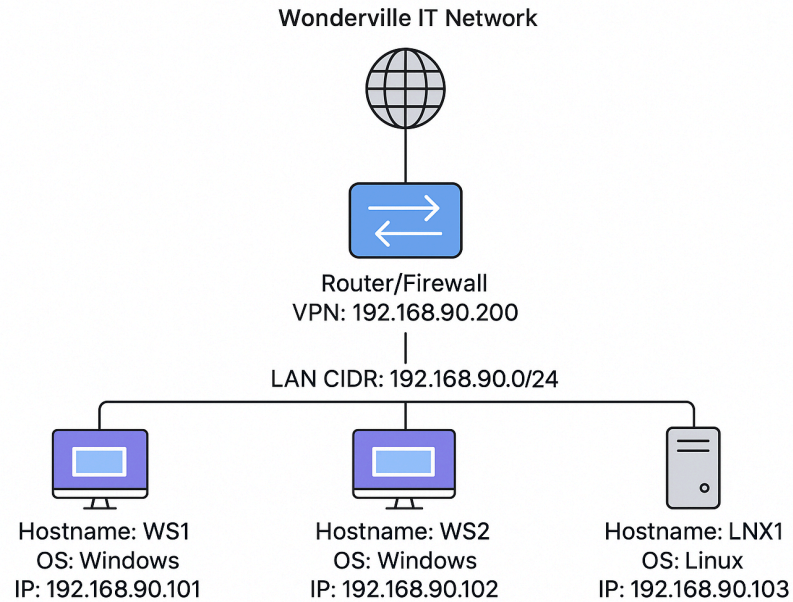 Wonderville IT Network
Router/Firewall
VPN: 192.168.90.200
LAN CIDR: 192.168.90.0/24
Hostname: WS1
OS: Windows
IP: 192.168.90.101
Hostname: WS2
OS: Windows
IP: 192.168.90.102
Hostname: LNX1
OS: Linux
IP: 192.168.90.103